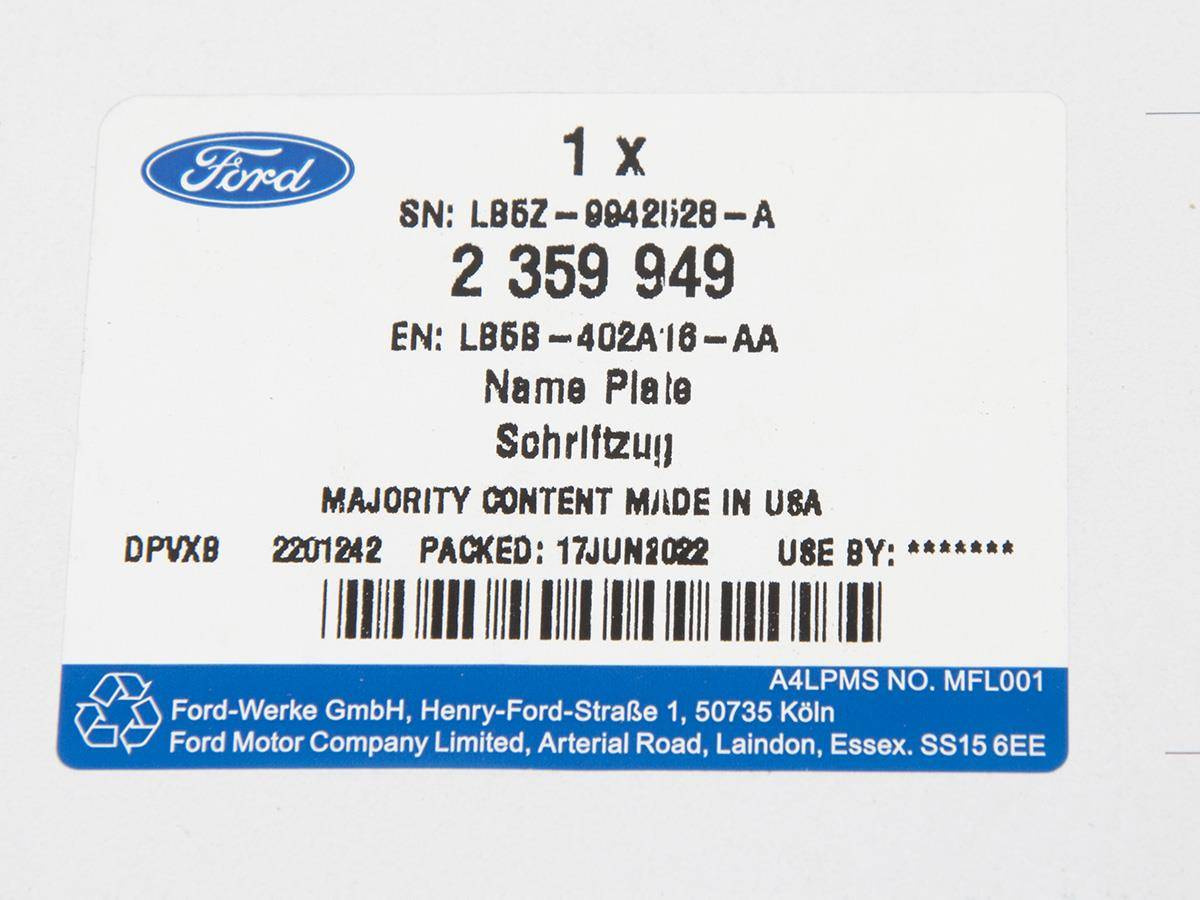 Ford
1 x
SN: LB5Z-9942528-A
2 359 949
EN: LB5B-402A16-AA
Name Plate
Schriftzug
MAJORITY CONTENT MADE IN USA
DPVXB 2201242 PACKED: 17JUN2022 USE BY: *******
A4LPMS NO. MFL001
Ford-Werke GmbH, Henry-Ford-Straße 1, 50735 Köln
Ford Motor Company Limited, Arterial Road, Laindon, Essex. SS15 6EE